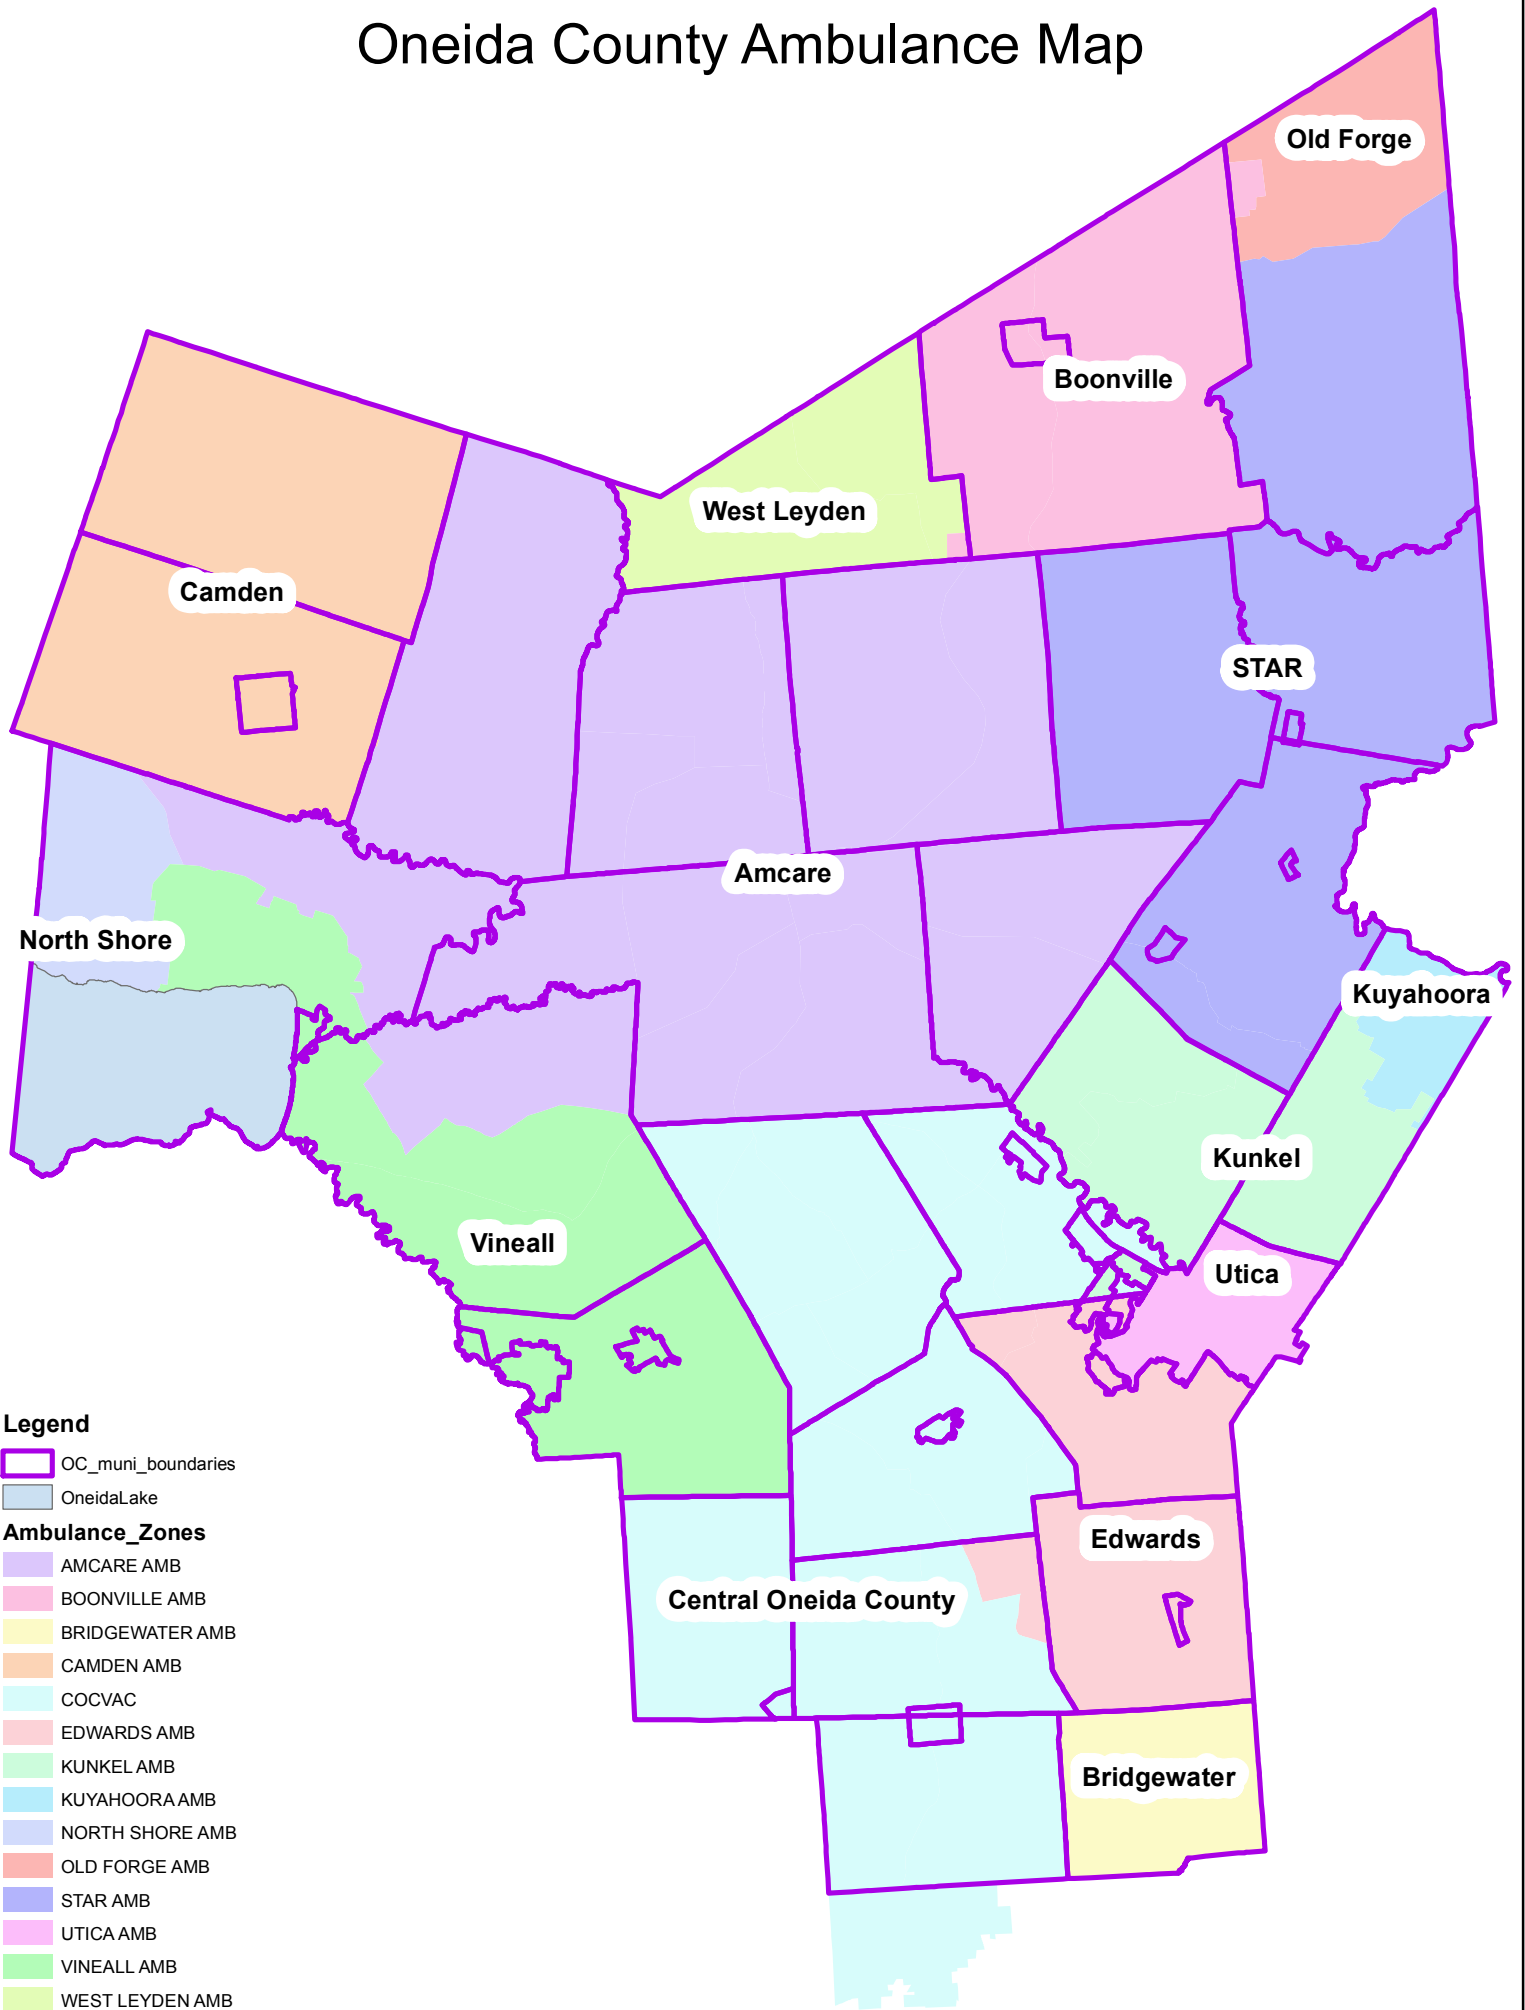 Oneida County Ambulance Map
Old Forge
Boonville
West Leyden
Camden
STAR
Amcare
North Shore
Kuyahoora
Kunkel
Vineall
Utica
Edwards
Central Oneida County
Bridgewater
Legend
OC_muni_boundaries
OneidaLake
Ambulance_Zones
AMCARE AMB
BOONVILLE AMB
BRIDGEWATER AMB
CAMDEN AMB
COCVAC
EDWARDS AMB
KUNKEL AMB
KUYAHOORA AMB
NORTH SHORE AMB
OLD FORGE AMB
STAR AMB
UTICA AMB
VINEALL AMB
WEST LEYDEN AMB